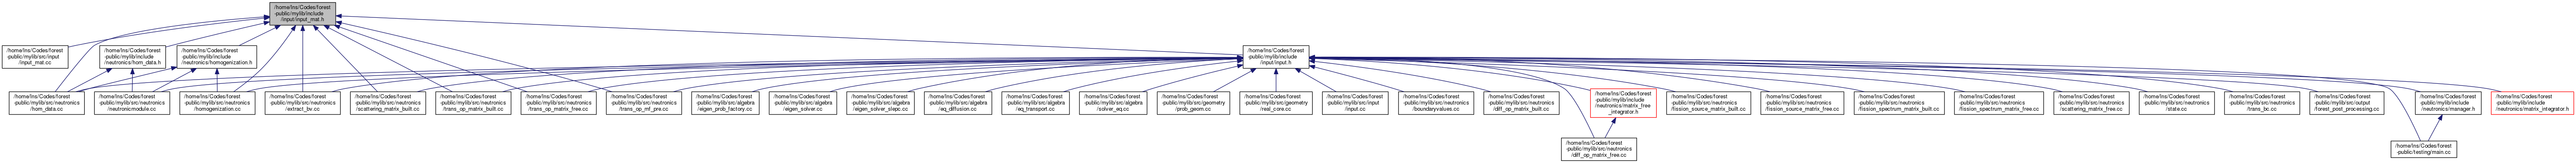 /home/lns/Codes/forest
-public/mylib/include
/input/input_mat.h
/home/lns/Codes/forest
-public/mylib/src/input
/input_mat.cc
/home/lns/Codes/forest
-public/mylib/include
/neutronics/hom_data.h
/home/lns/Codes/forest
-public/mylib/include
/neutronics/homogenization.h
/home/lns/Codes/forest
-public/mylib/include
/input/input.h
/home/lns/Codes/forest
-public/mylib/src/neutronics
/hom_data.cc
/home/lns/Codes/forest
-public/mylib/src/neutronics
/neutronicmodule.cc
/home/lns/Codes/forest
-public/mylib/src/neutronics
/homogenization.cc
/home/lns/Codes/forest
-public/mylib/src/neutronics
/extract_bv.cc
/home/lns/Codes/forest
-public/mylib/src/neutronics
/scattering_matrix_built.cc
/home/lns/Codes/forest
-public/mylib/src/neutronics
/trans_op_matrix_built.cc
/home/lns/Codes/forest
-public/mylib/src/neutronics
/trans_op_matrix_free.cc
/home/lns/Codes/forest
-public/mylib/src/neutronics
/trans_op_mf_pre.cc
/home/lns/Codes/forest
-public/mylib/src/algebra
/eigen_prob_factory.cc
/home/lns/Codes/forest
-public/mylib/src/algebra
/eigen_solver.cc
/home/lns/Codes/forest
-public/mylib/src/algebra
/eigen_solver_slepc.cc
/home/lns/Codes/forest
-public/mylib/src/algebra
/eq_diffusion.cc
/home/lns/Codes/forest
-public/mylib/src/algebra
/eq_transport.cc
/home/lns/Codes/forest
-public/mylib/src/algebra
/solver_eq.cc
/home/lns/Codes/forest
-public/mylib/src/geometry
/prob_geom.cc
/home/lns/Codes/forest
-public/mylib/src/geometry
/real_core.cc
/home/lns/Codes/forest
-public/mylib/src/input
/input.cc
/home/lns/Codes/forest
-public/mylib/src/neutronics
/boundaryvalues.cc
/home/lns/Codes/forest
-public/mylib/src/neutronics
/diff_op_matrix_built.cc
/home/lns/Codes/forest
-public/mylib/include
/neutronics/matrix_free
_integrator.h
/home/lns/Codes/forest
-public/mylib/src/neutronics
/fission_source_matrix_built.cc
/home/lns/Codes/forest
-public/mylib/src/neutronics
/fission_source_matrix_free.cc
/home/lns/Codes/forest
-public/mylib/src/neutronics
/fission_spectrum_matrix_built.cc
/home/lns/Codes/forest
-public/mylib/src/neutronics
/fission_spectrum_matrix_free.cc
/home/lns/Codes/forest
-public/mylib/src/neutronics
/scattering_matrix_free.cc
/home/lns/Codes/forest
-public/mylib/src/neutronics
/state.cc
/home/lns/Codes/forest
-public/mylib/src/neutronics
/trans_bc.cc
/home/lns/Codes/forest
-public/mylib/src/output
/forest_post_processing.cc
/home/lns/Codes/forest
-public/mylib/include
/neutronics/manager.h
/home/lns/Codes/forest
-public/mylib/include
/neutronics/matrix_integrator.h
/home/lns/Codes/forest
-public/mylib/src/neutronics
/diff_op_matrix_free.cc
/home/lns/Codes/forest
-public/testing/main.cc